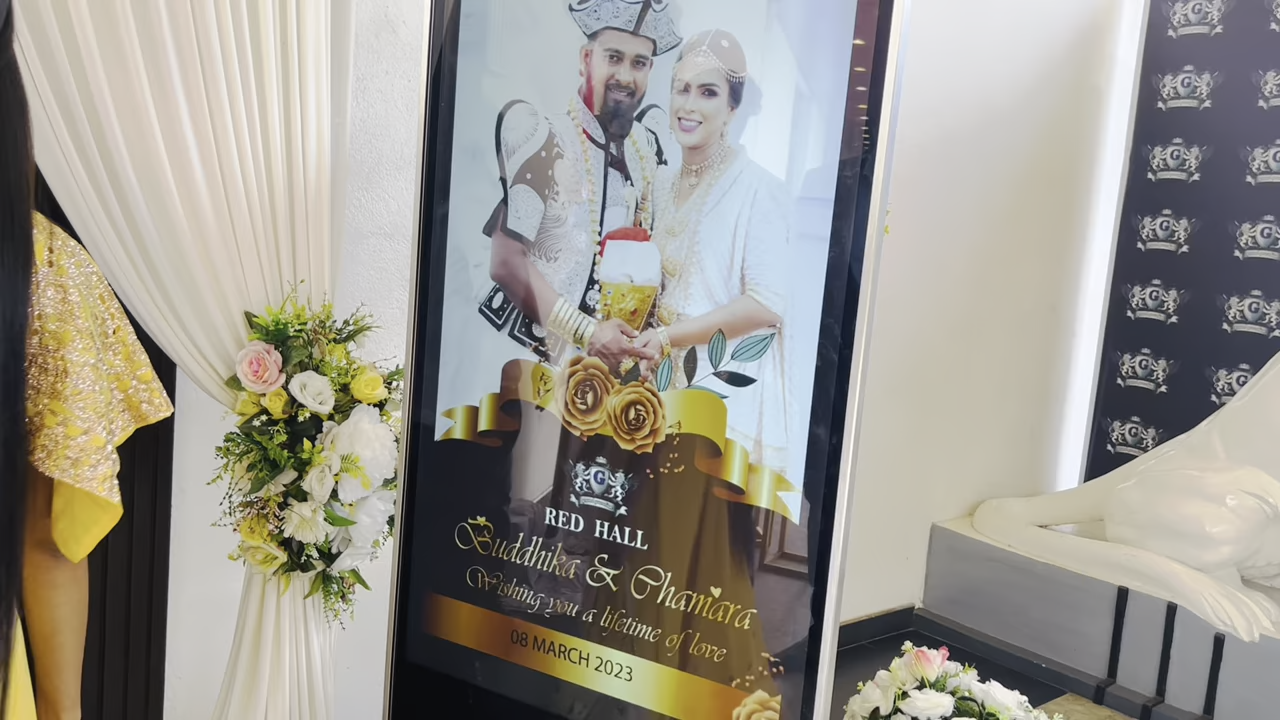 G
RED HALL
Buddhika & Chamara
Wishing you a lifetime of love
08 MARCH 2023